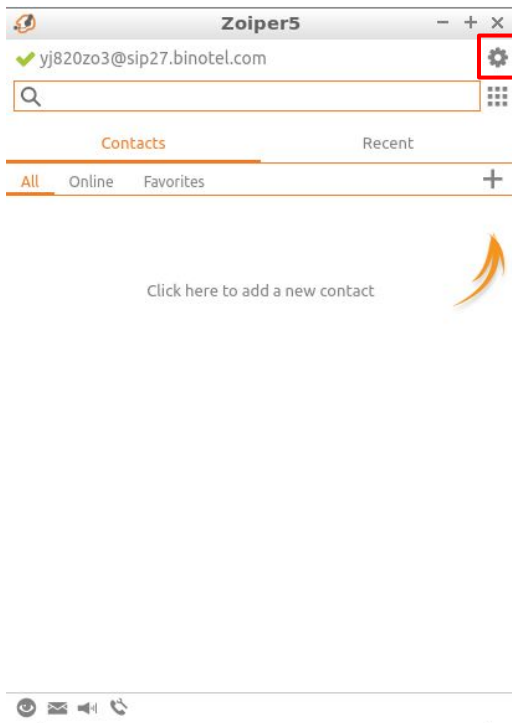 Zoiper5
yj820zo3@sip27.binotel.com
Contacts Recent
All Online Favorites
Click here to add a new contact